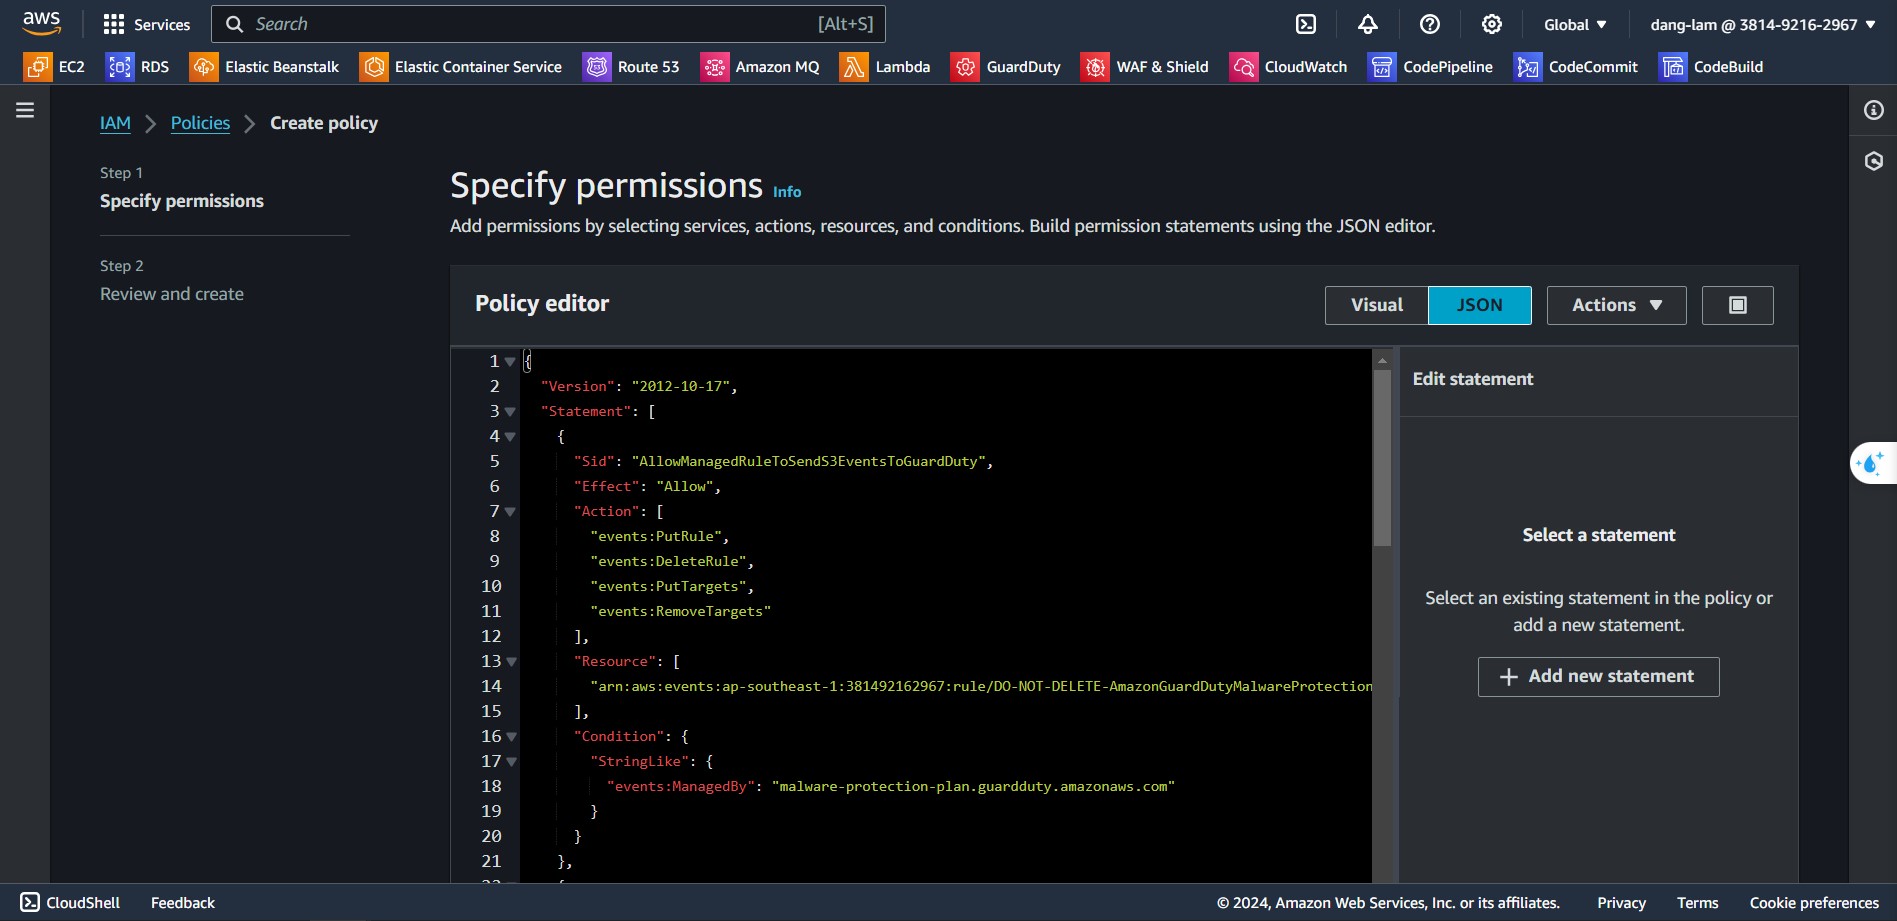 aws
Services
Search [Alt+S]
Global
dang-lam @ 3814-9216-2967
EC2 RDS Elastic Beanstalk Elastic Container Service Route 53 Amazon MQ Lambda GuardDuty WAF & Shield CloudWatch CodePipeline CodeCommit CodeBuild
IAM > Policies > Create policy
Step 1
Specify permissions
Step 2
Review and create
Specify permissions Info
Add permissions by selecting services, actions, resources, and conditions. Build permission statements using the JSON editor.
Policy editor
Visual JSON Actions
1 {
2 "Version": "2012-10-17",
3 "Statement": [
4 {
5 "Sid": "AllowManagedRuleToSendS3EventsToGuardDuty",
6 "Effect": "Allow",
7 "Action": [
8 "events:PutRule",
9 "events:DeleteRule",
10 "events:PutTargets",
11 "events:RemoveTargets"
12 ],
13 "Resource": [
14 "arn:aws:events:ap-southeast-1:381492162967:rule/DO-NOT-DELETE-AmazonGuardDutyMalwareProtection
15 ],
16 "Condition": {
17 "StringLike": {
18 "events:ManagedBy": "malware-protection-plan.guardduty.amazonaws.com"
19 }
20 }
21 },
Edit statement
Select a statement
Select an existing statement in the policy or
add a new statement.
+ Add new statement
CloudShell Feedback
© 2024, Amazon Web Services, Inc. or its affiliates. Privacy Terms Cookie preferences